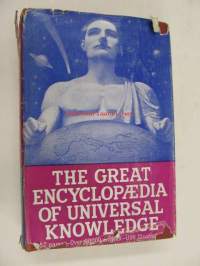 THE GREAT
ENCYCLOPÆDIA
OF UNIVERSAL
KNOWLEDGE